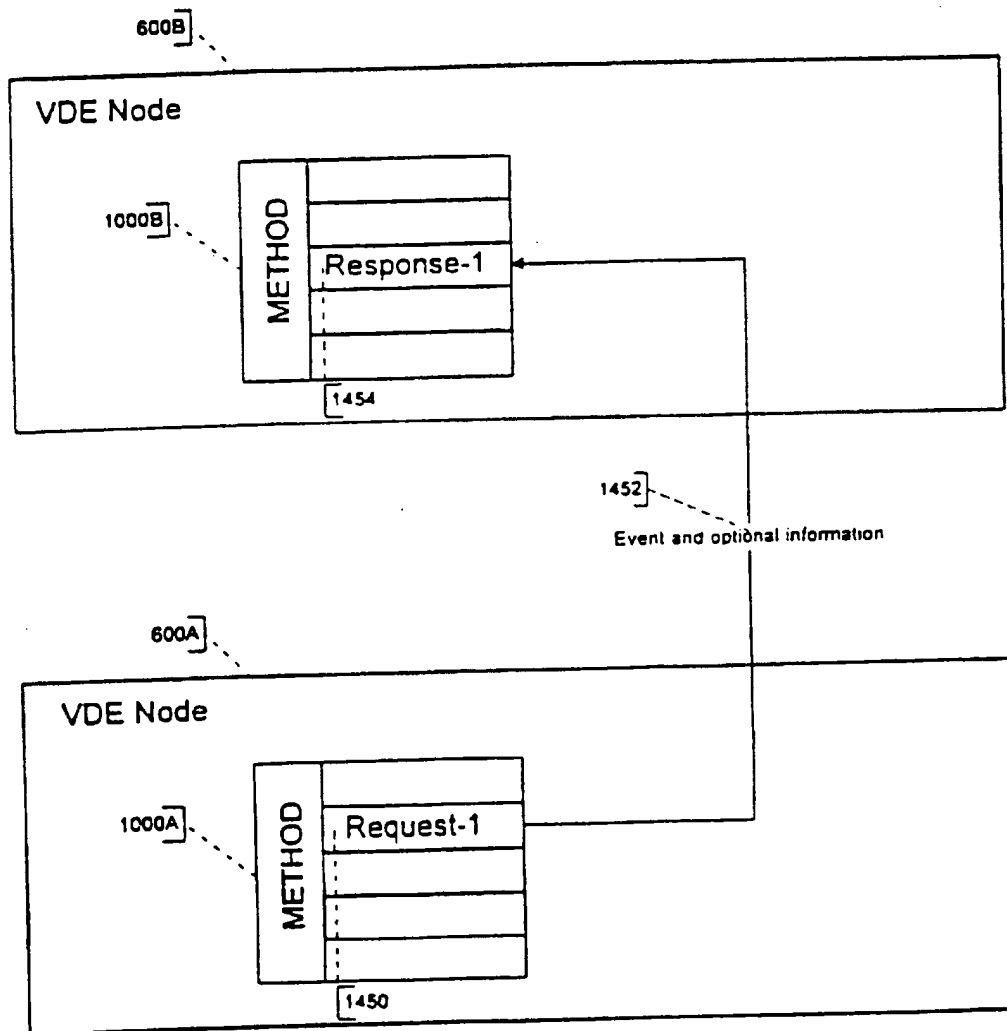 600B
VDE Node
1000B
METHOD
Response-1
1454
1452
Event and optional information
600A
VDE Node
1000A
METHOD
Request-1
1450